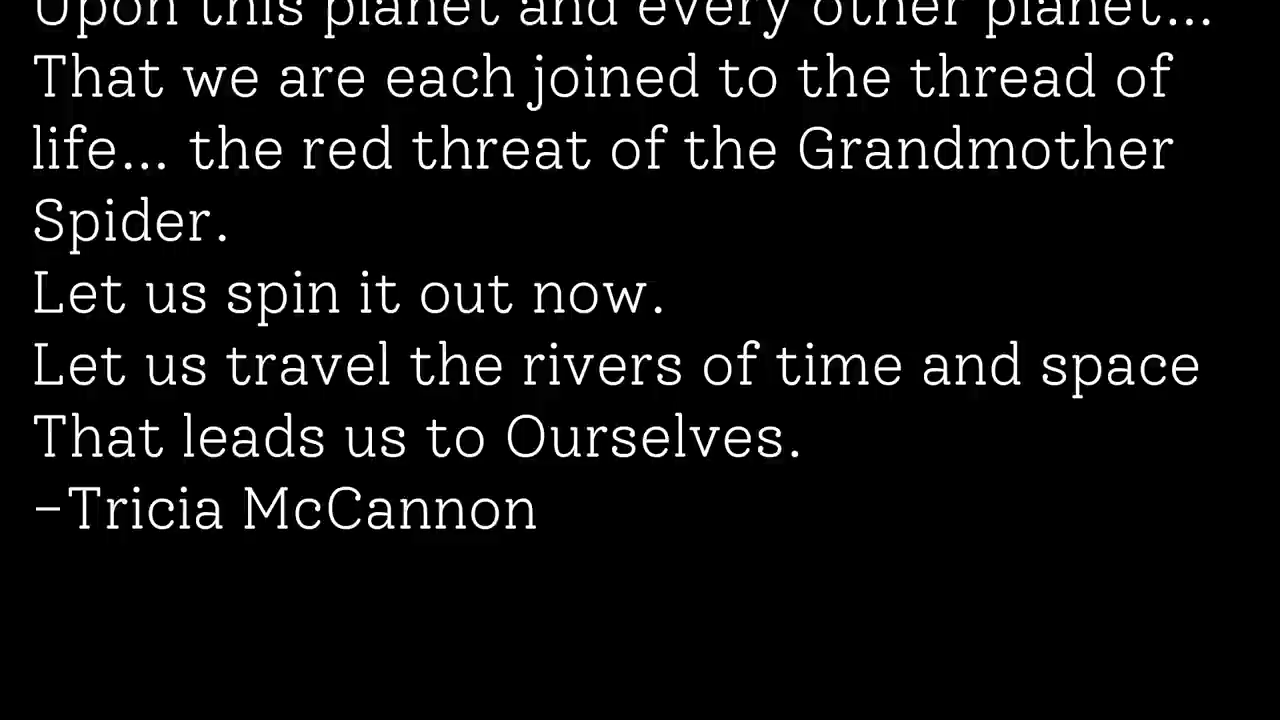 Upon this planet and every other planet...
That we are each joined to the thread of
life... the red threat of the Grandmother
Spider.
Let us spin it out now.
Let us travel the rivers of time and space
That leads us to Ourselves.
-Tricia McCannon